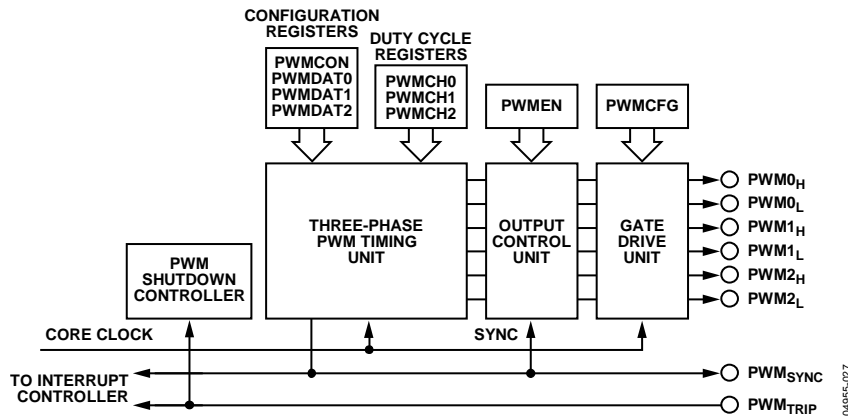 CONFIGURATION
REGISTERS
DUTY CYCLE
REGISTERS
PWMCON
PWMDAT0
PWMDAT1
PWMDAT2
PWMCH0
PWMCH1
PWMCH2
PWMEN
PWMCFG
THREE-PHASE
PWM TIMING
UNIT
OUTPUT
CONTROL
UNIT
GATE
DRIVE
UNIT
PWM0H
PWM0L
PWM1H
PWM1L
PWM2H
PWM2L
PWM
SHUTDOWN
CONTROLLER
CORE CLOCK
SYNC
TO INTERRUPT
CONTROLLER
PWMSYNC
PWMTRIP
04955-027